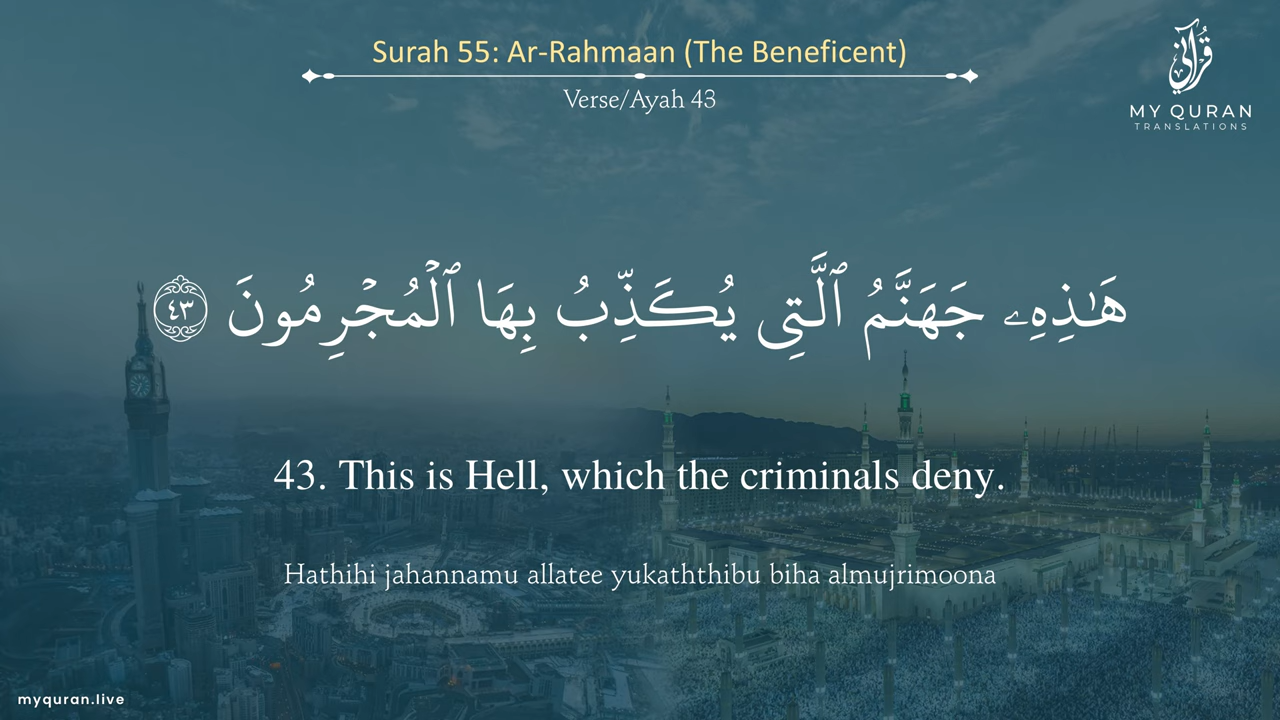 Surah 55: Ar-Rahmaan (The Beneficent)
Verse/Ayah 43
قرآني
MY QURAN
TRANSLATIONS
هَـٰذِهِۦ جَهَنَّمُ ٱلَّتِى يُكَذِّبُ بِهَا ٱلْمُجْرِمُونَ ٤٣
43. This is Hell, which the criminals deny.
Hathihi jahannamu allatee yukaththibu biha almujrimoona
myquran.live